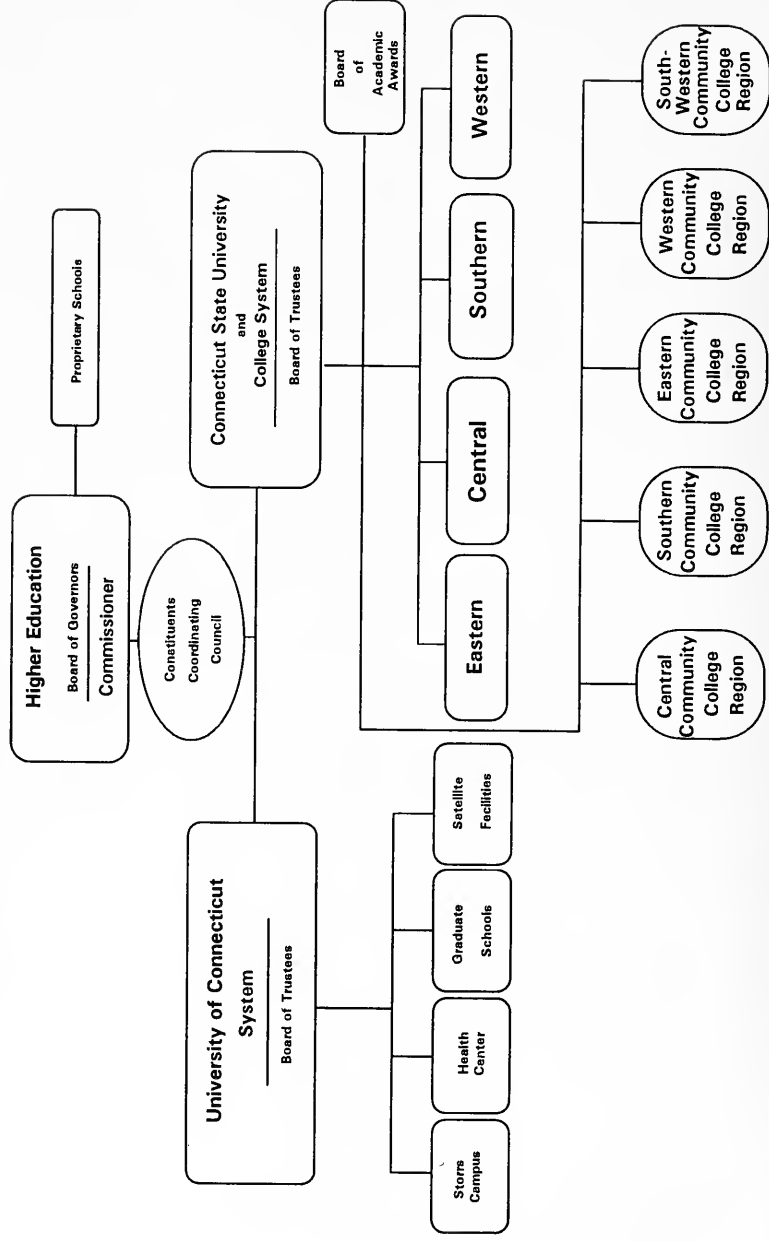 Higher Education
Board of Governors
Commissioner
Proprietary Schools
Constituents
Coordinating
Council
University of Connecticut
System
Board of Trustees
Connecticut State University
and
College System
Board of Trustees
Board
of
Academic
Awards
Storrs
Campus
Health
Center
Graduate
Schools
Satellite
Facilities
Eastern
Central
Southern
Western
Central
Community
College
Region
Southern
Community
College
Region
Eastern
Community
College
Region
Western
Community
College
Region
South-
Western
Community
College
Region